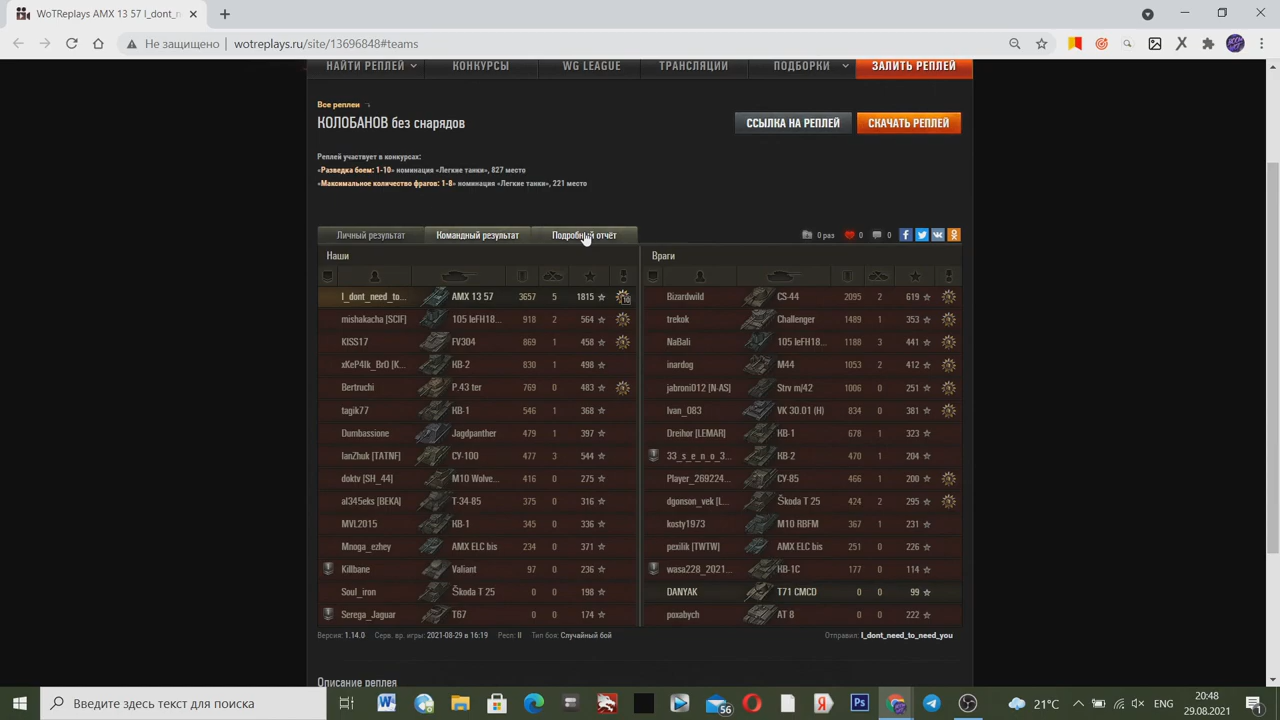 WoTReplays AMX 13 57 I_dont_n
Не защищено
wotreplays.ru/site/13696848#teams
НАЙТИ РЕПЛЕЙ
КОНКУРСЫ
WG LEAGUE
ТРАНСЛЯЦИИ
ПОДБОРКИ
ЗАЛИТЬ РЕПЛЕЙ
Все реплеи
КОЛОБАНОВ без снарядов
ССЫЛКА НА РЕПЛЕЙ
СКАЧАТЬ РЕПЛЕЙ
Реплей участвует в конкурсах:
«Разведка боем: 1-10» номинация «Легкие танки», 827 место
«Максимальное количество фрагов: 1-8» номинация «Легкие танки», 221 место
Личный результат
Командный результат
Подробный отчёт
0 раз
0
0
Наши
Враги
I_dont_need_to... AMX 13 57 3657 5 1815
Bizardwild CS-44 2095 2 619
mishakacha [SCIF] 105 leFH18... 918 2 564
trekok Challenger 1489 1 353
KISS17 FV304 869 1 458
NaBali 105 leFH18... 1188 3 441
xKeP4Ik_BrO [K... КВ-2 830 1 498
inardog M44 1053 2 412
Bertruchi P.43 ter 769 0 483
jabroni012 [N-AS] Strv m/42 1006 0 251
tagik77 КВ-1 546 1 368
Ivan_083 VK 30.01 (H) 834 0 381
Dumbassione Jagdpanther 479 1 397
Dreihor [LEMAR] КВ-1 678 1 323
IanZhuk [TATNF] СУ-100 477 3 544
33_s_e_n_o_3... КВ-2 470 1 204
doktv [SH_44] M10 Wolve... 416 0 275
Player_269224... СУ-85 466 1 200
al345eks [BEKA] Т-34-85 375 0 316
dgonson_vek [L... Škoda T 25 424 2 295
MVL2015 КВ-1 345 0 336
kosty1973 M10 RBFM 367 1 231
Mnoga_ezhey AMX ELC bis 234 0 371
pexilik [TWTW] AMX ELC bis 251 0 226
Killbane Valiant 97 0 236
wasa228_2021... КВ-1С 177 0 114
Soul_iron Škoda T 25 0 0 198
DANYAK T71 CMCD 0 0 99
Serega_Jaguar T67 0 0 174
poxabych AT 8 0 0 222
Версия: 1.14.0 Серв. вр. игры: 2021-08-29 в 16:19 Респ: II Тип боя: Случайный бой
Отправил: I_dont_need_to_need_you
Описание реплея
Введите здесь текст для поиска
56
21°C
ENG
20:48
29.08.2021
1